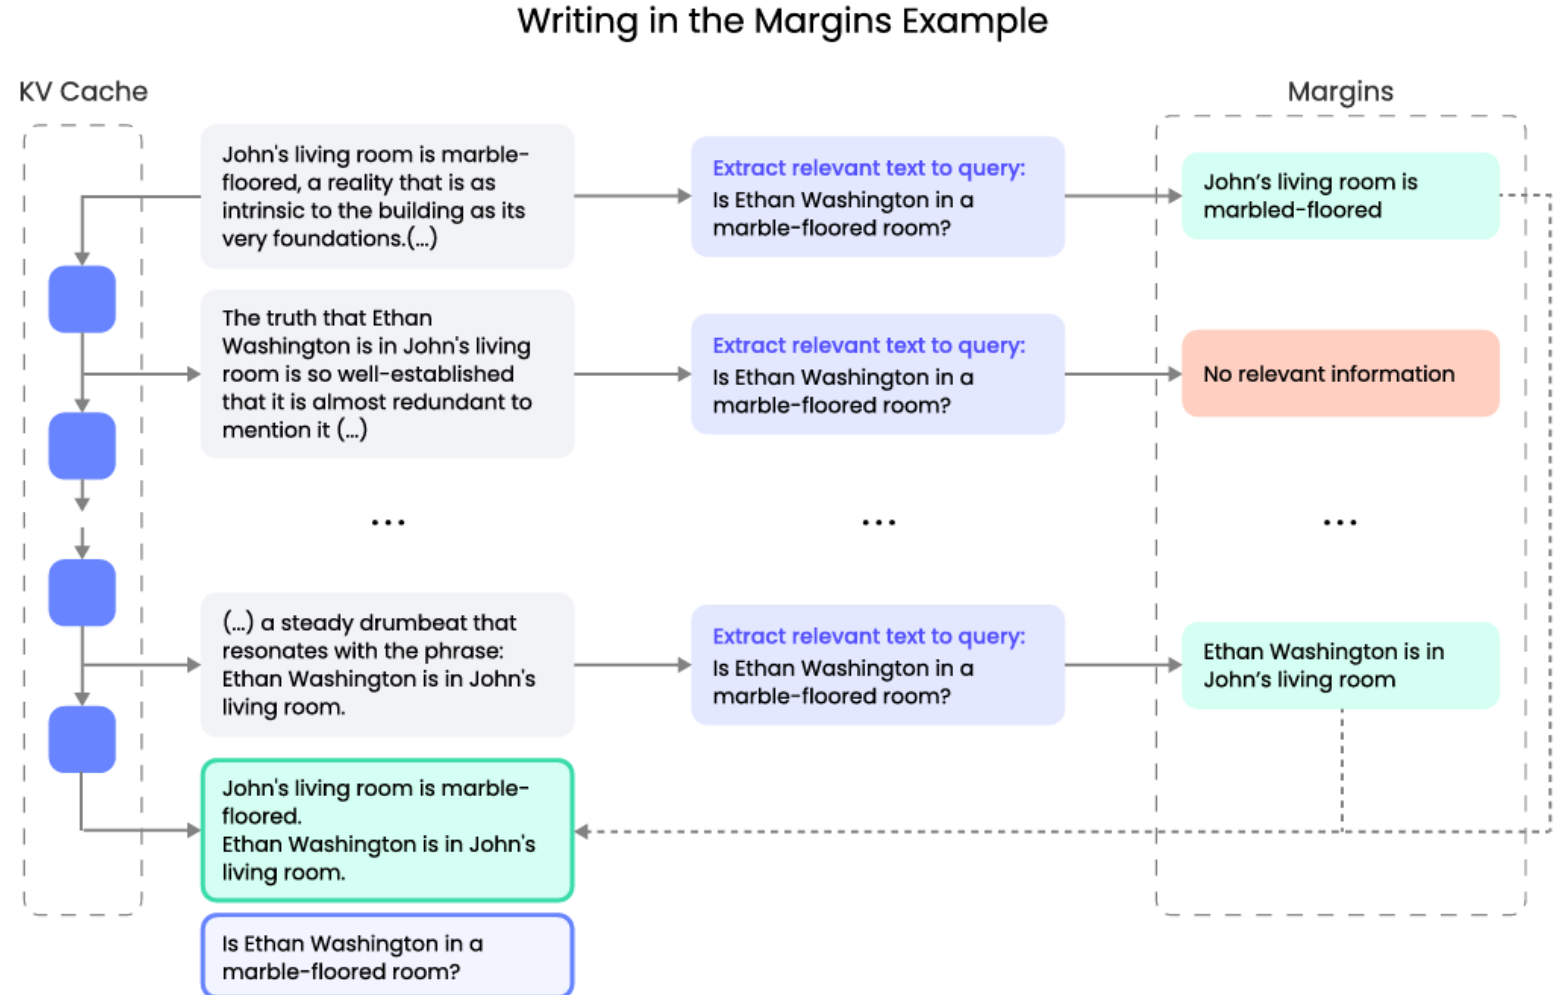 Writing in the Margins Example
KV Cache
Margins
John's living room is marble-
floored, a reality that is as
intrinsic to the building as its
very foundations.(...)
Extract relevant text to query:
Is Ethan Washington in a
marble-floored room?
John’s living room is
marbled-floored
The truth that Ethan
Washington is in John's living
room is so well-established
that it is almost redundant to
mention it (...)
Extract relevant text to query:
Is Ethan Washington in a
marble-floored room?
No relevant information
...
...
...
(...) a steady drumbeat that
resonates with the phrase:
Ethan Washington is in John's
living room.
Extract relevant text to query:
Is Ethan Washington in a
marble-floored room?
Ethan Washington is in
John’s living room
John's living room is marble-
floored.
Ethan Washington is in John's
living room.
Is Ethan Washington in a
marble-floored room?